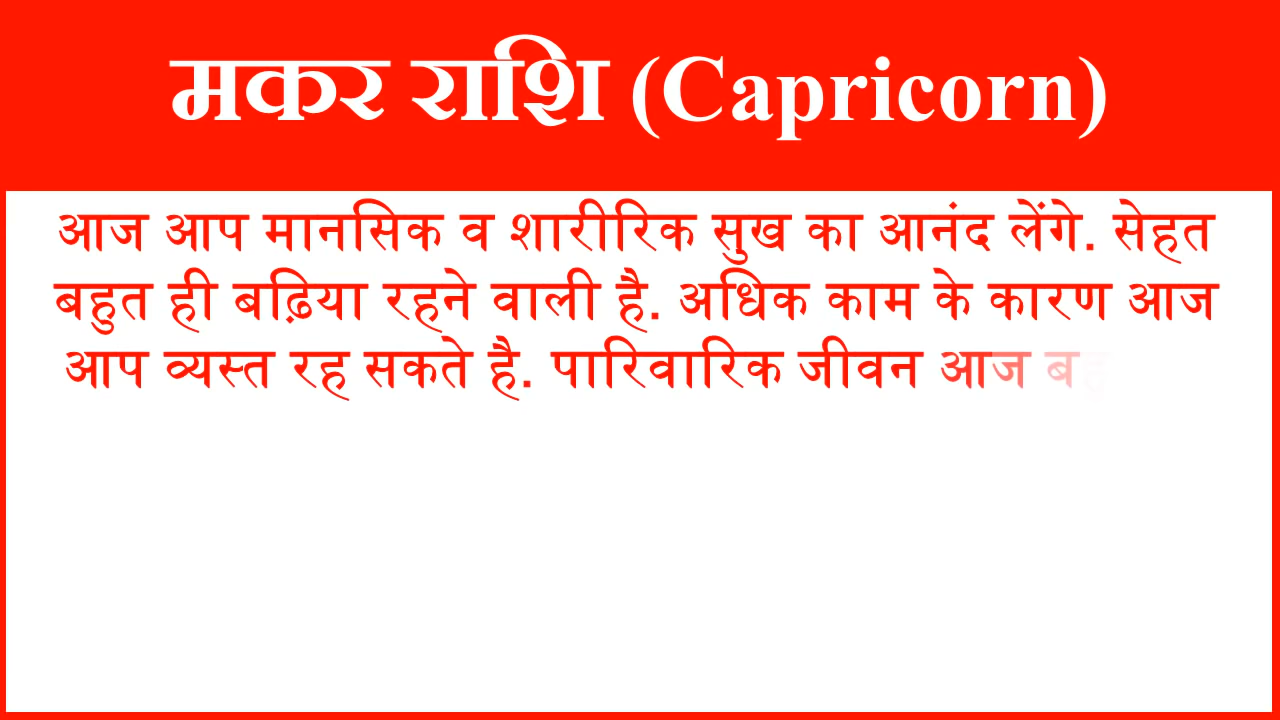 मकर राशि (Capricorn)
आज आप मानसिक व शारीरिक सुख का आनंद लेंगे. सेहत
बहुत ही बढ़िया रहने वाली है. अधिक काम के कारण आज
आप व्यस्त रह सकते है. पारिवारिक जीवन आज